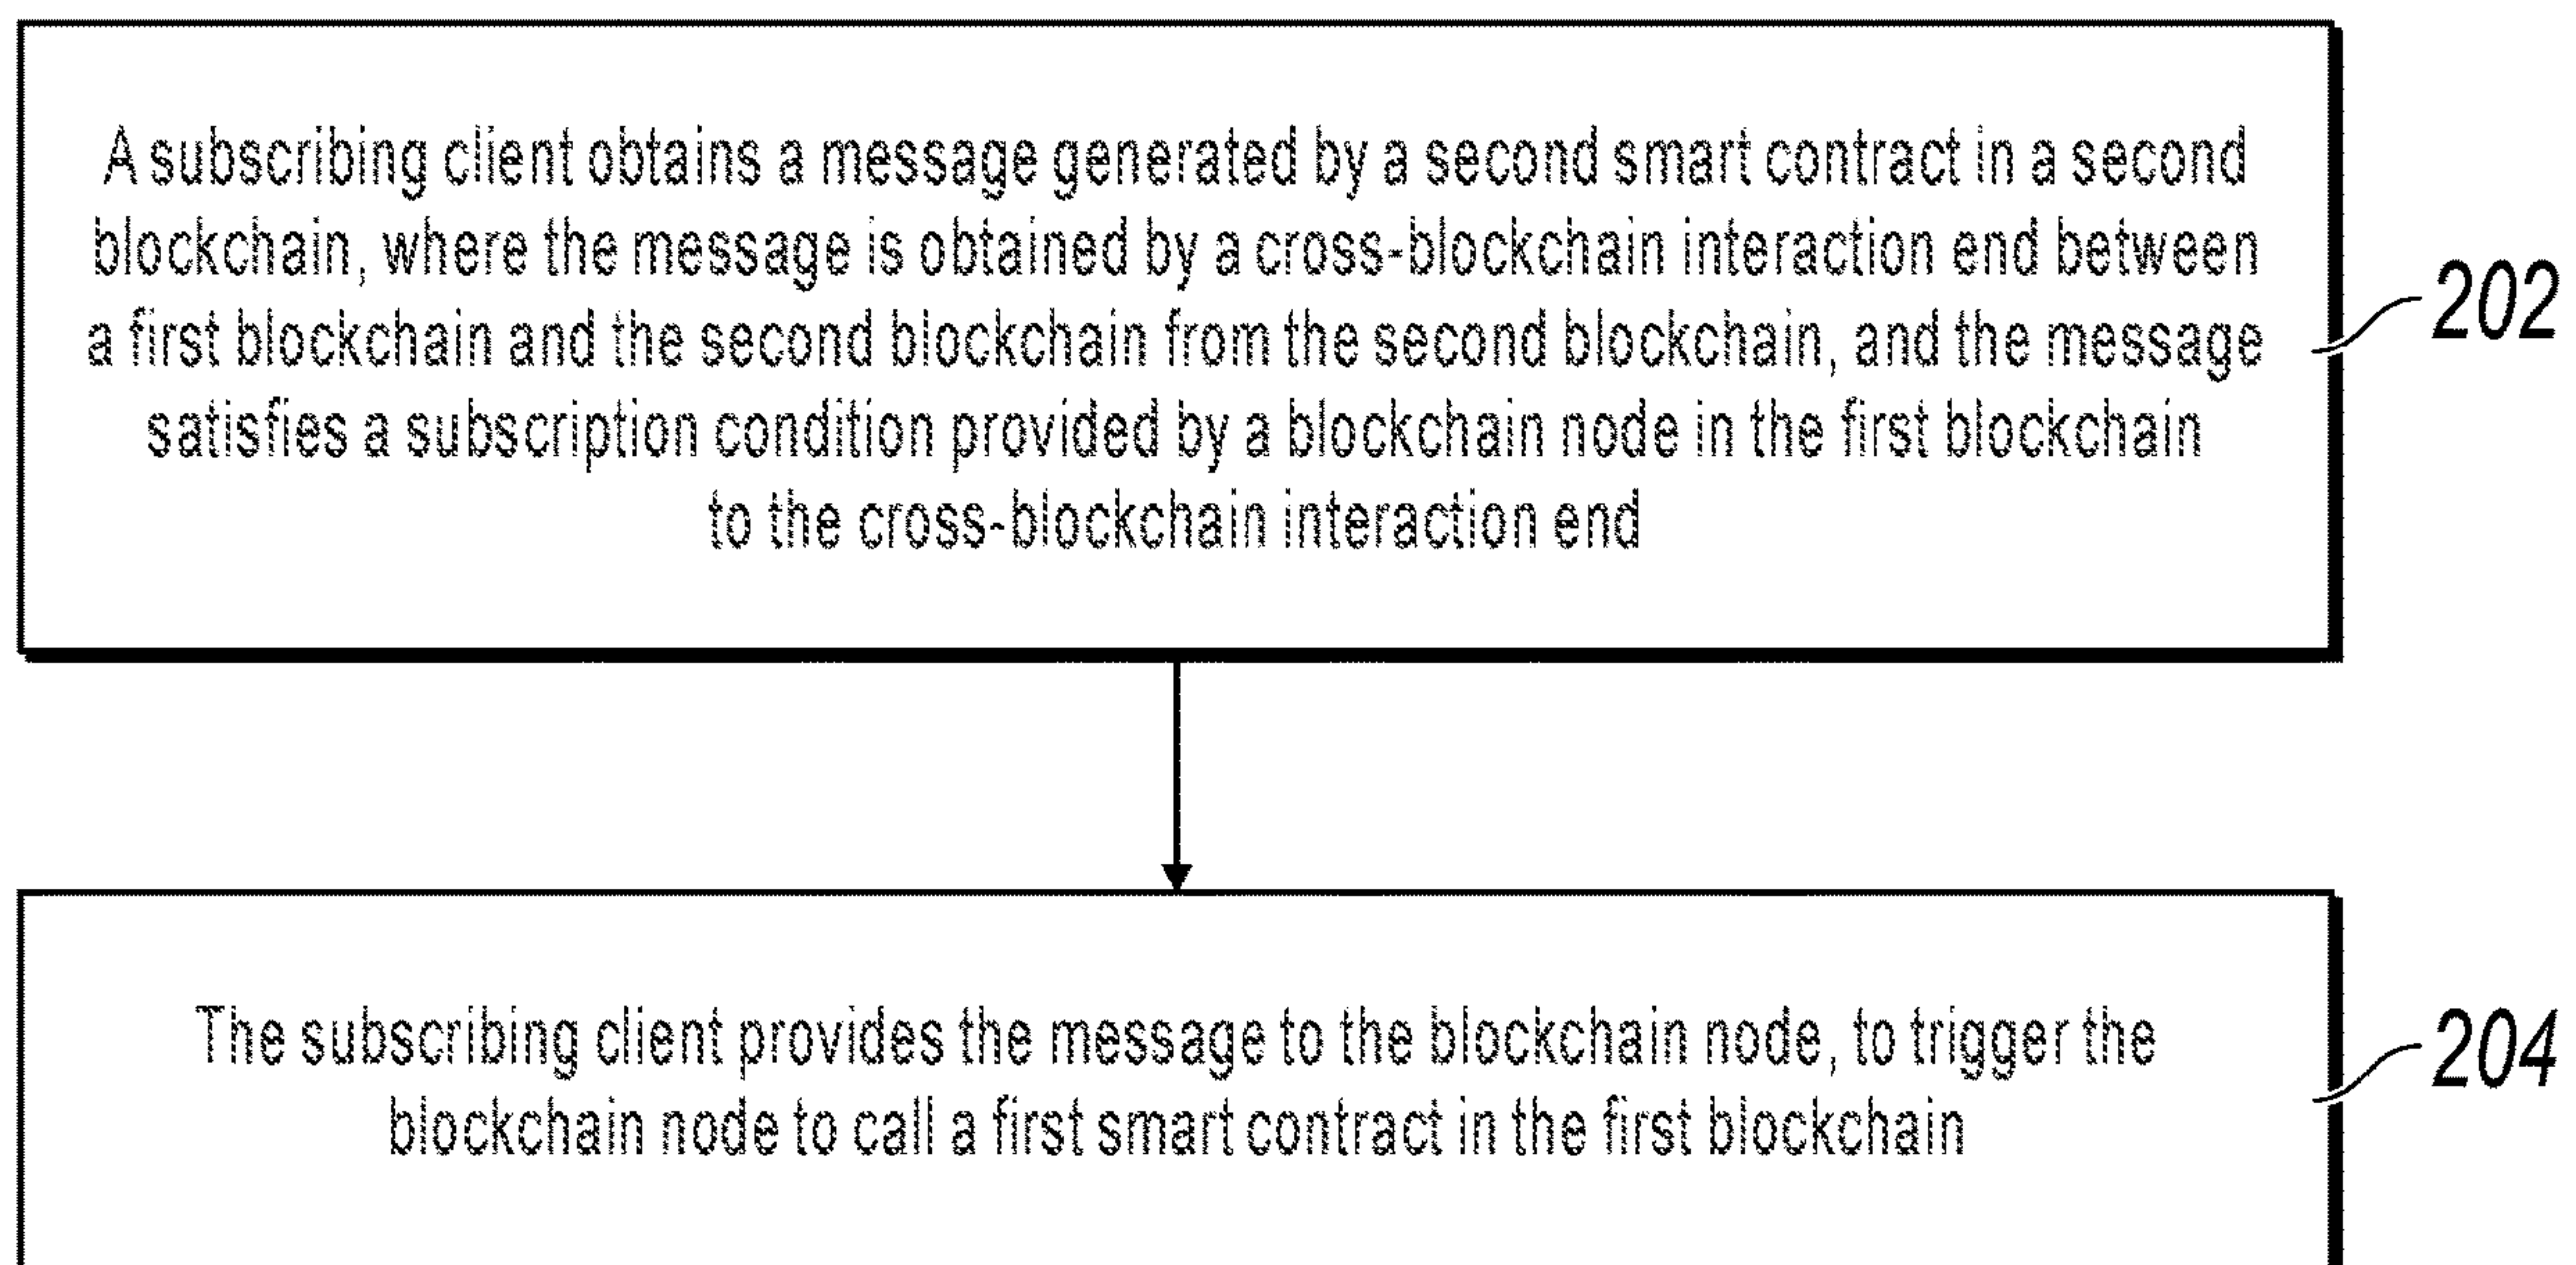 A subscribing client obtains a message generated by a second smart contract in a second
blockchain, where the message is obtained by a cross-blockchain interaction end between
a first blockchain and the second blockchain from the second blockchain, and the message
satisfies a subscription condition provided by a blockchain node in the first blockchain
to the cross-blockchain interaction end
202
The subscribing client provides the message to the blockchain node, to trigger the
blockchain node to call a first smart contract in the first blockchain
204